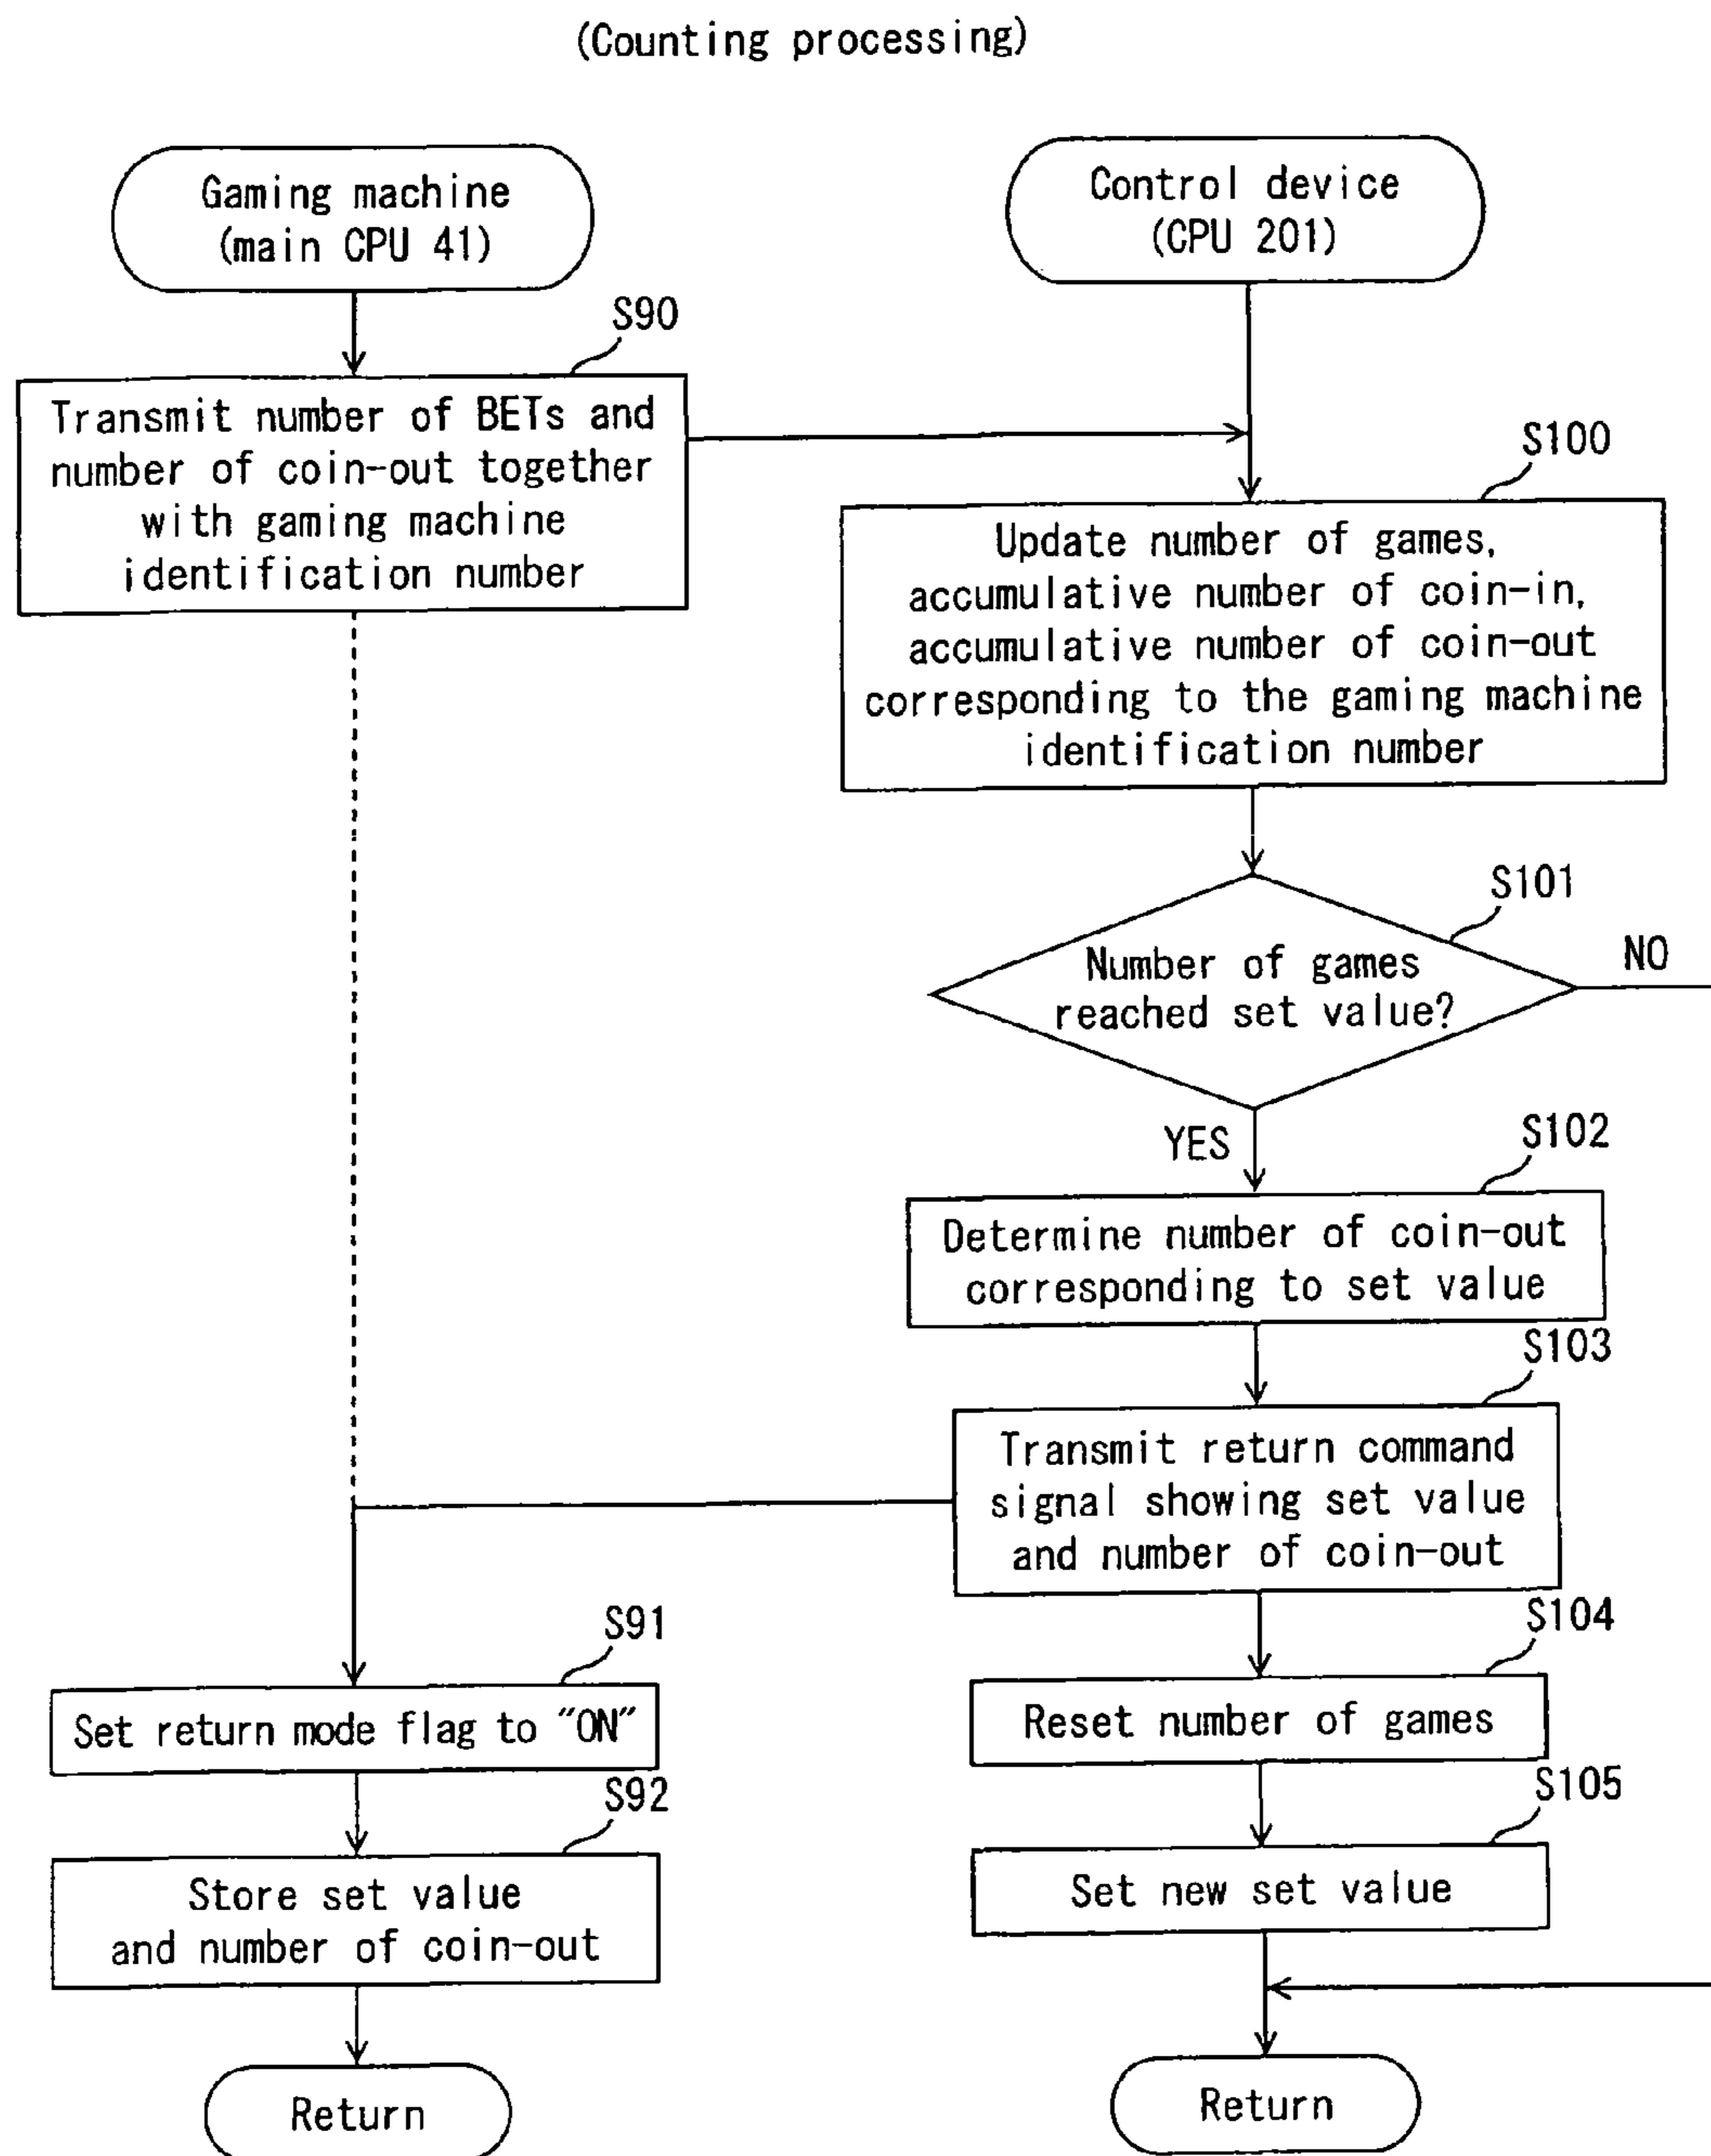 (Counting processing)
Gaming machine
(main CPU 41)
Control device
(CPU 201)
S90
Transmit number of BETs and
number of coin-out together
with gaming machine
identification number
S100
Update number of games,
accumulative number of coin-in,
accumulative number of coin-out
corresponding to the gaming machine
identification number
S101
Number of games
reached set value?
NO
YES
S102
Determine number of coin-out
corresponding to set value
S103
Transmit return command
signal showing set value
and number of coin-out
S91
Set return mode flag to "ON"
S104
Reset number of games
S92
Store set value
and number of coin-out
S105
Set new set value
Return
Return